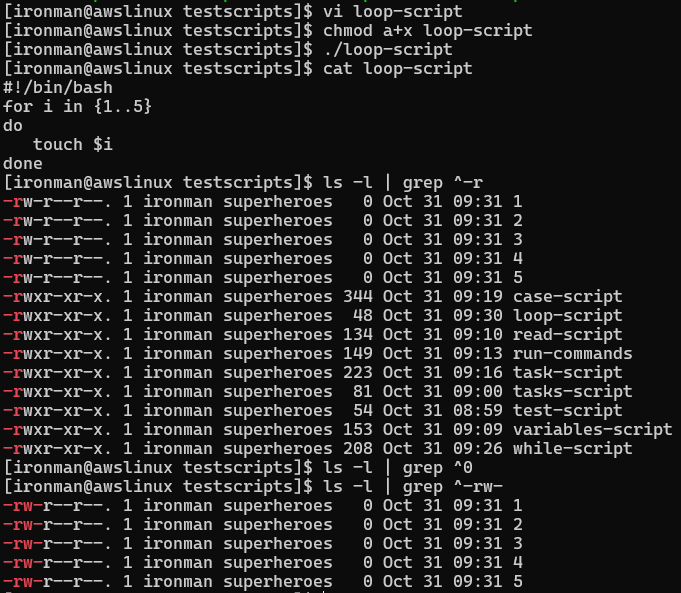 [ironman@awslinux testscripts]$ vi loop-script
[ironman@awslinux testscripts]$ chmod a+x loop-script
[ironman@awslinux testscripts]$ ./loop-script
[ironman@awslinux testscripts]$ cat loop-script
#!/bin/bash
for i in {1..5}
do
   touch $i
done
[ironman@awslinux testscripts]$ ls -l | grep ^-r
-rw-r--r--. 1 ironman superheroes   0 Oct 31 09:31 1
-rw-r--r--. 1 ironman superheroes   0 Oct 31 09:31 2
-rw-r--r--. 1 ironman superheroes   0 Oct 31 09:31 3
-rw-r--r--. 1 ironman superheroes   0 Oct 31 09:31 4
-rw-r--r--. 1 ironman superheroes   0 Oct 31 09:31 5
-rwxr-xr-x. 1 ironman superheroes 344 Oct 31 09:19 case-script
-rwxr-xr-x. 1 ironman superheroes  48 Oct 31 09:30 loop-script
-rwxr-xr-x. 1 ironman superheroes 134 Oct 31 09:10 read-script
-rwxr-xr-x. 1 ironman superheroes 149 Oct 31 09:13 run-commands
-rwxr-xr-x. 1 ironman superheroes 223 Oct 31 09:16 task-script
-rwxr-xr-x. 1 ironman superheroes  81 Oct 31 09:00 tasks-script
-rwxr-xr-x. 1 ironman superheroes  54 Oct 31 08:59 test-script
-rwxr-xr-x. 1 ironman superheroes 153 Oct 31 09:09 variables-script
-rwxr-xr-x. 1 ironman superheroes 208 Oct 31 09:26 while-script
[ironman@awslinux testscripts]$ ls -l | grep ^0
[ironman@awslinux testscripts]$ ls -l | grep ^-rw-
-rw-r--r--. 1 ironman superheroes   0 Oct 31 09:31 1
-rw-r--r--. 1 ironman superheroes   0 Oct 31 09:31 2
-rw-r--r--. 1 ironman superheroes   0 Oct 31 09:31 3
-rw-r--r--. 1 ironman superheroes   0 Oct 31 09:31 4
-rw-r--r--. 1 ironman superheroes   0 Oct 31 09:31 5